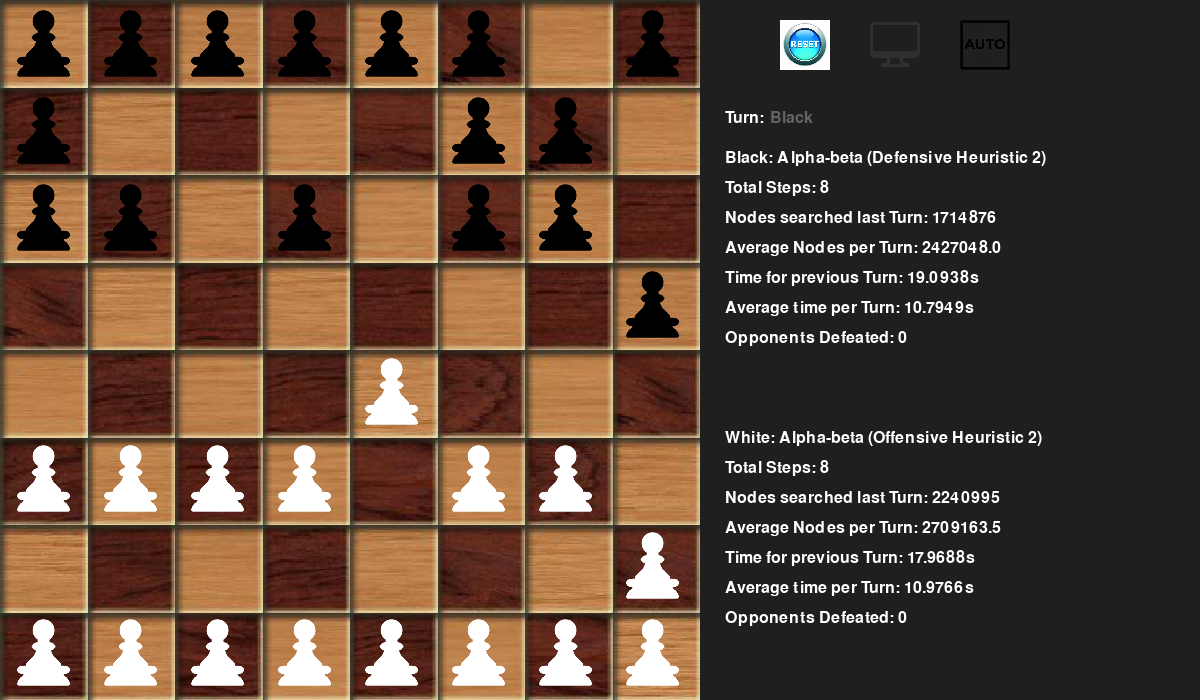 RESET
AUTO
Turn: Black
Black: Alpha-beta (Defensive Heuristic 2)
Total Steps: 8
Nodes searched last Turn: 1714876
Average Nodes per Turn: 2427048.0
Time for previous Turn: 19.0938s
Average time per Turn: 10.7949s
Opponents Defeated: 0
White: Alpha-beta (Offensive Heuristic 2)
Total Steps: 8
Nodes searched last Turn: 2240995
Average Nodes per Turn: 2709163.5
Time for previous Turn: 17.9688s
Average time per Turn: 10.9766s
Opponents Defeated: 0